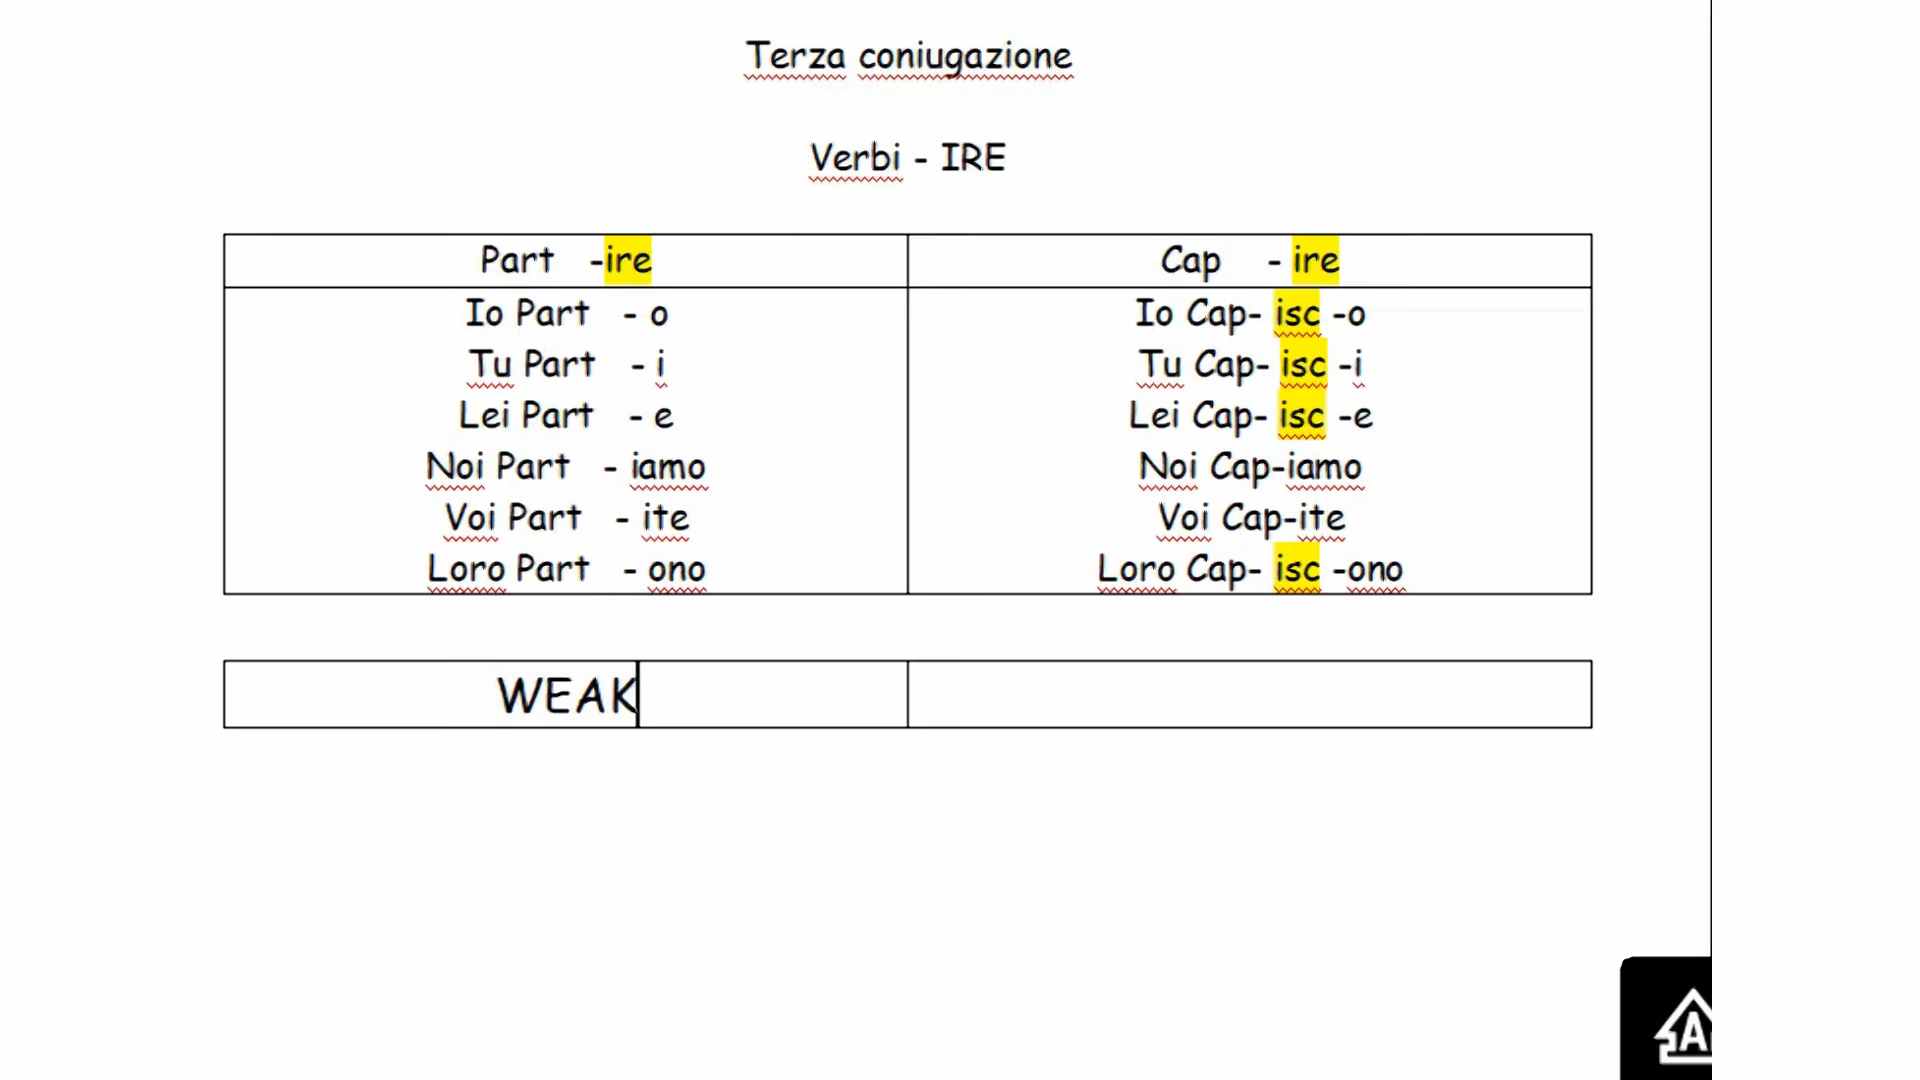 Terza coniugazione
Verbi - IRE
Part -ire
Cap - ire
Io Part - o
Tu Part - i
Lei Part - e
Noi Part - iamo
Voi Part - ite
Loro Part - ono
Io Cap- isc -o
Tu Cap- isc -i
Lei Cap- isc -e
Noi Cap-iamo
Voi Cap-ite
Loro Cap- isc -ono
WEAK
A